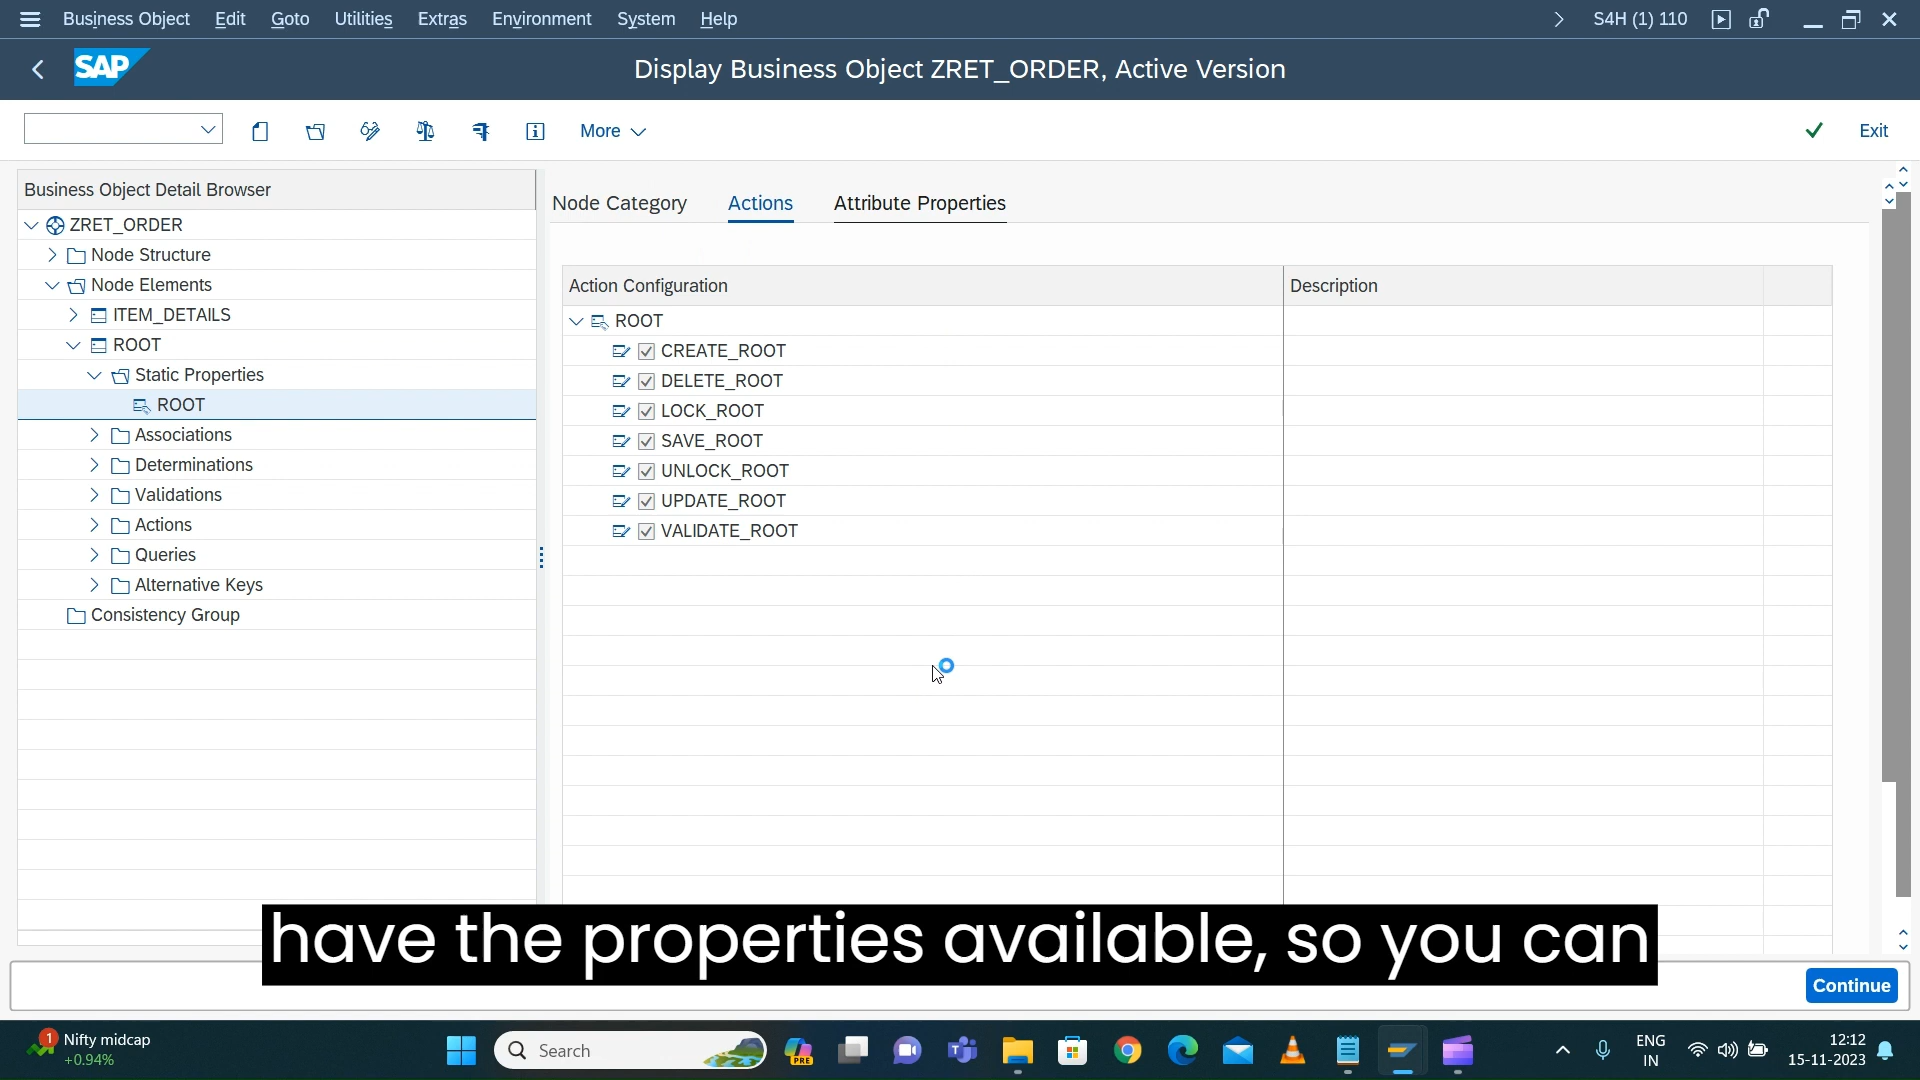 Business Object Edit Goto Utilities Extras Environment System Help S4H (1) 110
SAP Display Business Object ZRET_ORDER, Active Version
More Exit
Business Object Detail Browser
ZRET_ORDER
Node Structure
Node Elements
ITEM_DETAILS
ROOT
Static Properties
ROOT
Associations
Determinations
Validations
Actions
Queries
Alternative Keys
Consistency Group
Node Category Actions Attribute Properties
Action Configuration Description
ROOT
CREATE_ROOT
DELETE_ROOT
LOCK_ROOT
SAVE_ROOT
UNLOCK_ROOT
UPDATE_ROOT
VALIDATE_ROOT
have the properties available, so you can
Continue
1 Nifty midcap
+0.94%
Search
PRE
ENG
IN
12:12
15-11-2023